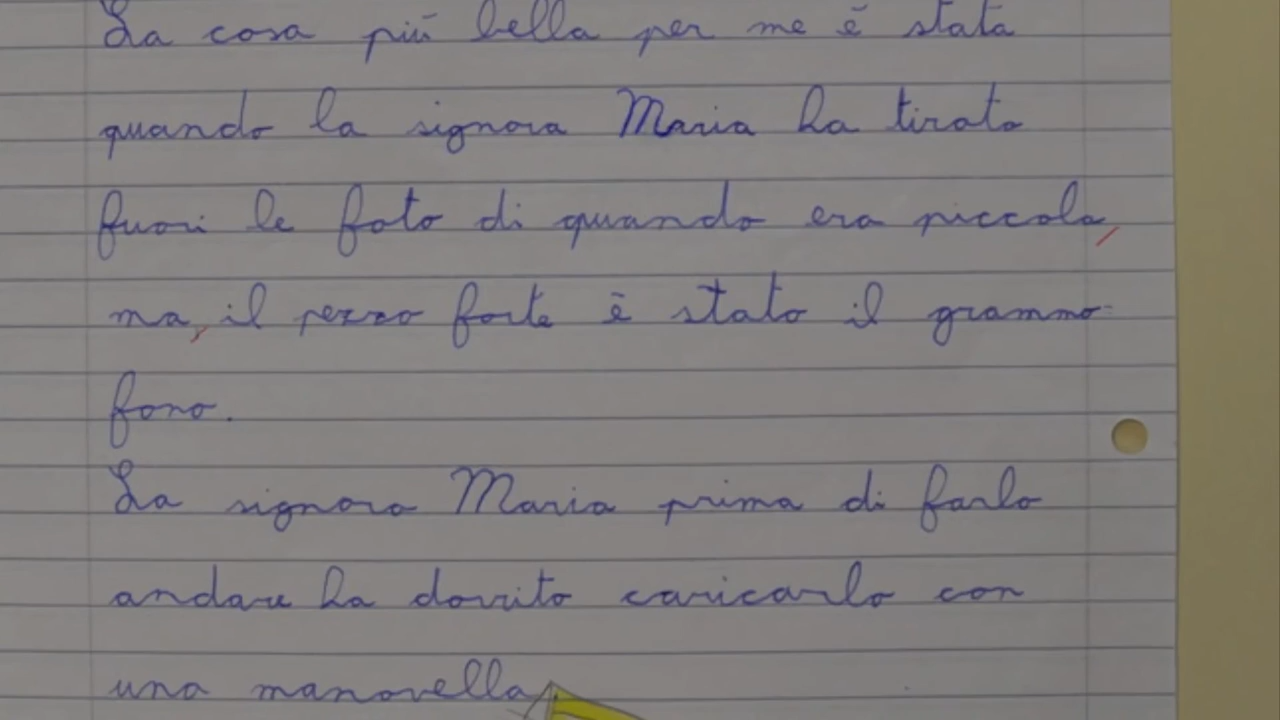 La cosa più bella per me è stata
quando la signora Maria ha tirato
fuori le foto di quando era piccola,
ma, il pezzo forte è stato il grammo-
fono.
La signora Maria prima di farlo
andare ha dovuto caricarlo con
una manovella